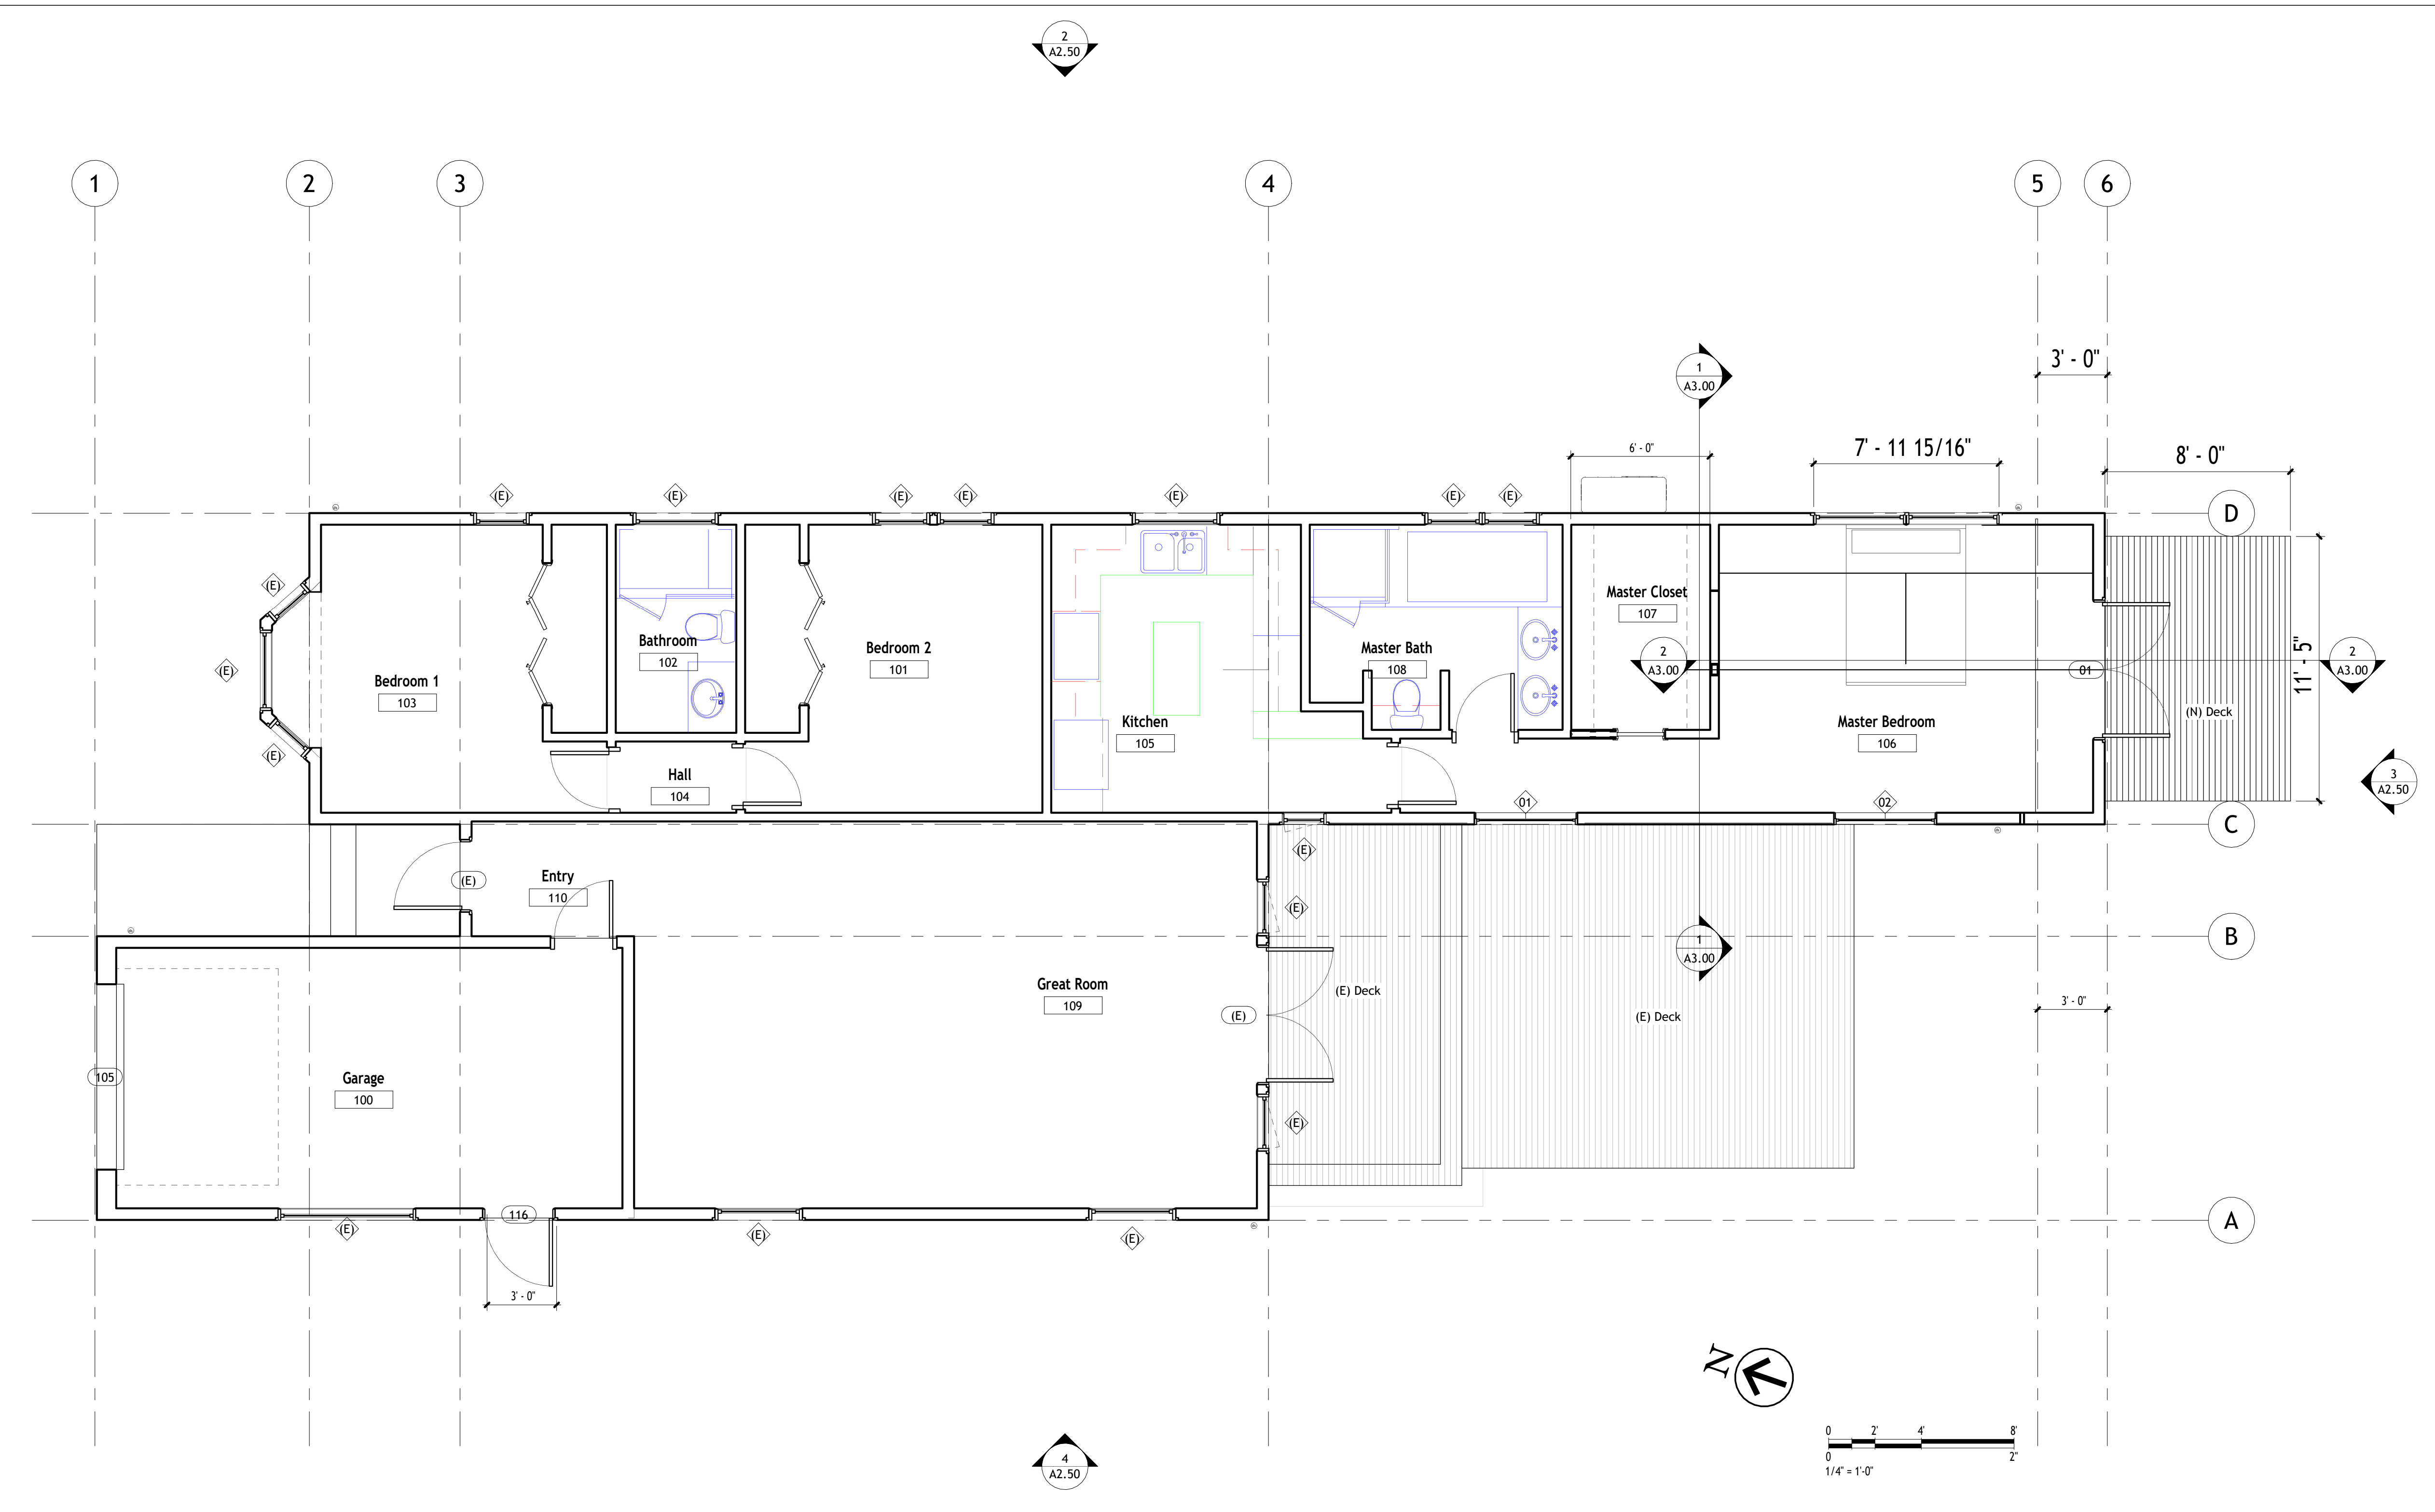 2
A2.50
1
2
3
4
5
6
3' - 0"
1
A3.00
6' - 0"
7' - 11 15/16"
8' - 0"
(E)
(E)
(E)
(E)
(E)
(E)
(E)
D
(E)
Master Closet
107
Bathroom
102
Bedroom 2
101
Master Bath
108
2
A3.00
2
A3.00
(E)
Bedroom 1
103
01
11' - 5"
(N) Deck
Kitchen
105
Master Bedroom
106
(E)
Hall
104
3
A2.50
01
02
C
(E)
Entry
110
(E)
(E)
B
1
A3.00
Great Room
109
(E) Deck
3' - 0"
(E)
(E) Deck
105
Garage
100
(E)
116
A
(E)
(E)
(E)
3' - 0"
N
4
A2.50
0 2' 4' 8'
0 2"
1/4" = 1'-0"